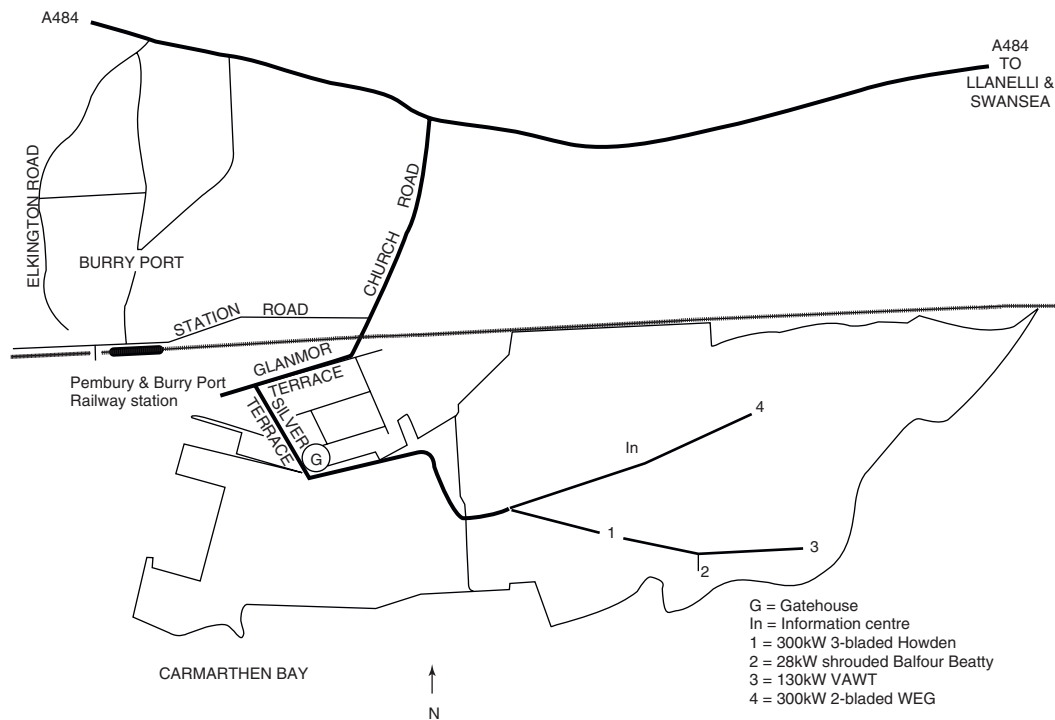 A484
A484
TO
LLANELLI &
SWANSEA
ELKINGTON ROAD
CHURCH ROAD
BURRY PORT
STATION ROAD
GLANMOR
TERRACE
Pembury & Burry Port
Railway station
SILVER
TERRACE
G
4
In
1
3
2
G = Gatehouse
In = Information centre
1 = 300kW 3-bladed Howden
2 = 28kW shrouded Balfour Beatty
3 = 130kW VAWT
4 = 300kW 2-bladed WEG
CARMARTHEN BAY
N